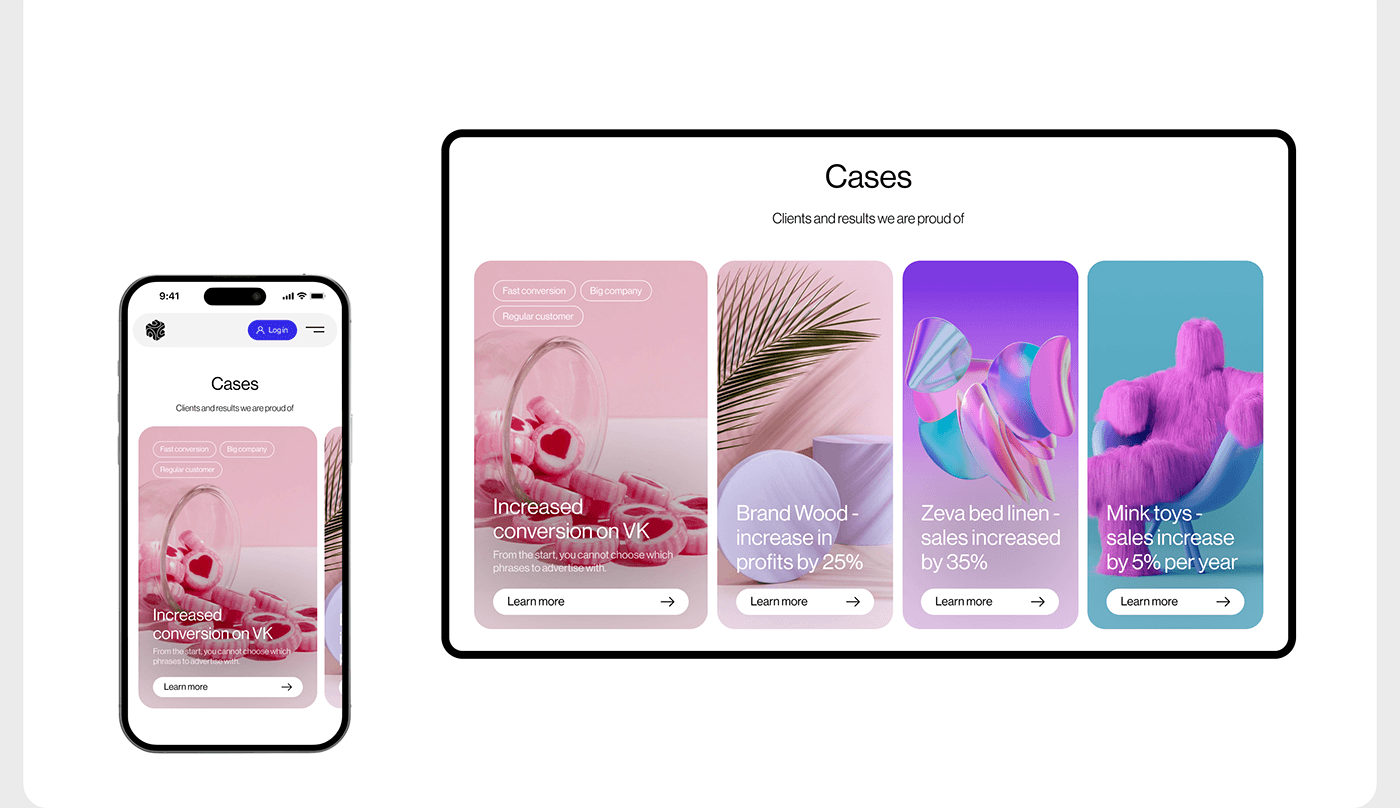 9:41
Log in
Cases
Clients and results we are proud of
Fast conversion
Big company
Regular customer
Increased
conversion on VK
From the start, you cannot choose which
phrases to advertise with.
Learn more
Cases
Clients and results we are proud of
Fast conversion
Big company
Regular customer
Increased
conversion on VK
From the start, you cannot choose which
phrases to advertise with.
Learn more
Brand Wood -
increase in
profits by 25%
Learn more
Zeva bed linen -
sales increased
by 35%
Learn more
Mink toys -
sales increase
by 5% per year
Learn more